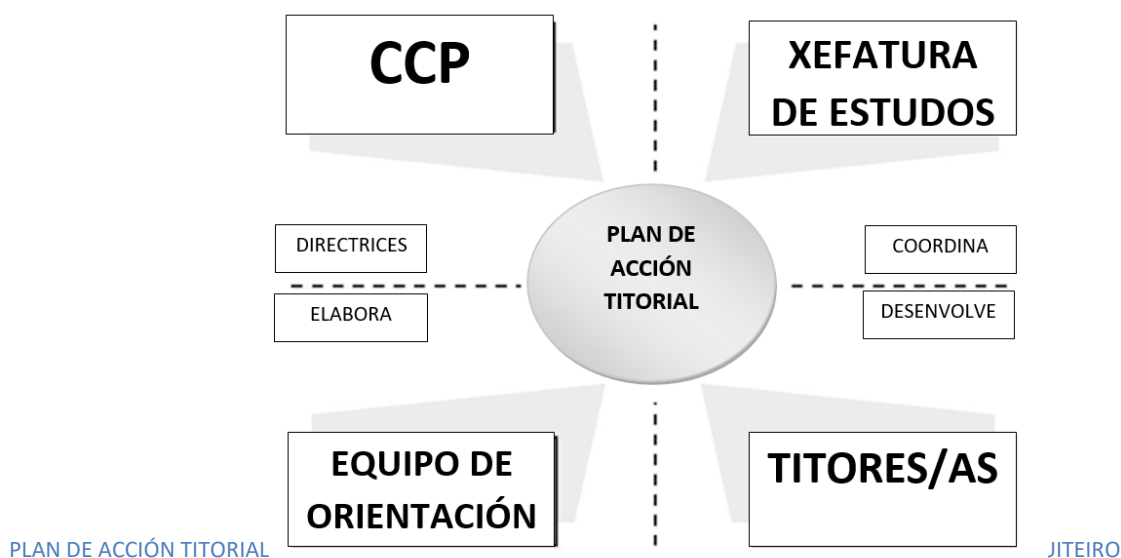 CCP
XEFATURA
DE ESTUDOS
DIRECTRICES
PLAN DE
ACCIÓN
TITORIAL
COORDINA
ELABORA
DESENVOLVE
EQUIPO DE
ORIENTACIÓN
TITORES/AS
PLAN DE ACCIÓN TITORIAL